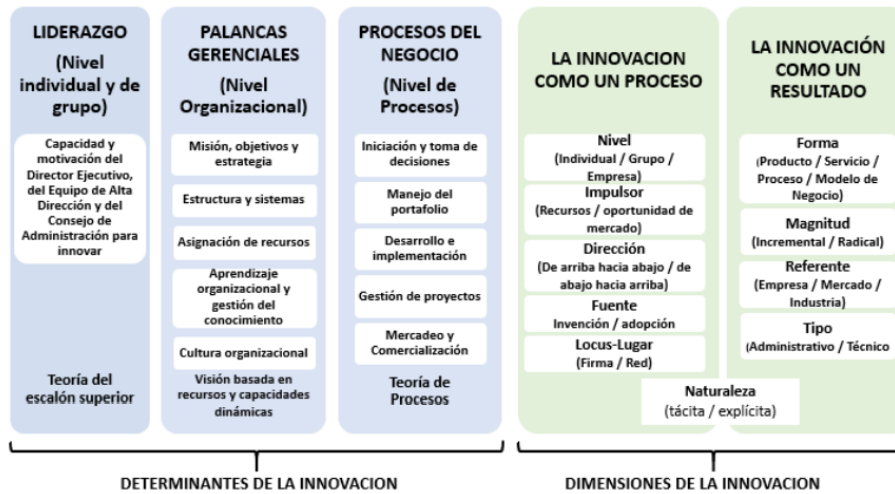 LIDERAZGO
(Nivel
individual y de
grupo)
Capacidad y
motivación del
Director Ejecutivo,
del Equipo de Alta
Dirección y del
Consejo de
Administración para
innovar
Teoría del
escalón superior
PALANCAS
GERENCIALES
(Nivel
Organizacional)
Misión, objetivos y
estrategia
Estructura y sistemas
Asignación de recursos
Aprendizaje
organizacional y
gestión del
conocimiento
Cultura organizacional
Visión basada en
recursos y capacidades
dinámicas
PROCESOS DEL
NEGOCIO
(Nivel de
Procesos)
Iniciación y toma de
decisiones
Manejo del
portafolio
Desarrollo e
implementación
Gestión de proyectos
Mercadeo y
Comercialización
Teoría de
Procesos
DETERMINANTES DE LA INNOVACION
LA INNOVACION
COMO UN PROCESO
Nivel
(Individual / Grupo /
Empresa)
Impulsor
(Recursos / oportunidad de
mercado)
Dirección
(De arriba hacia abajo / de
abajo hacia arriba)
Fuente
Invención / adopción
Locus-Lugar
(Firma / Red)
LA INNOVACIÓN
COMO UN
RESULTADO
Forma
(Producto / Servicio /
Proceso / Modelo de
Negocio)
Magnitud
(Incremental / Radical)
Referente
(Empresa / Mercado /
Industria)
Tipo
(Administrativo / Técnico
Naturaleza
(tácita / explícita)
DIMENSIONES DE LA INNOVACION